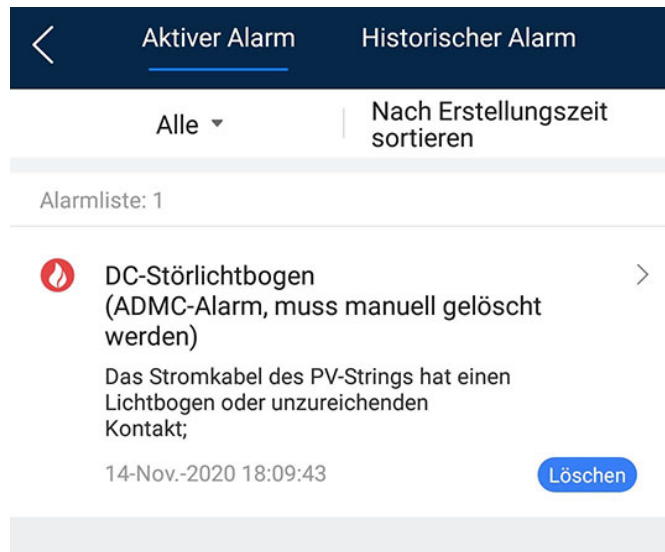 Aktiver Alarm Historischer Alarm
Alle Nach Erstellungszeit
sortieren
Alarmliste: 1
DC-Störlichtbogen
(ADMC-Alarm, muss manuell gelöscht
werden)
Das Stromkabel des PV-Strings hat einen
Lichtbogen oder unzureichenden
Kontakt;
14-Nov.-2020 18:09:43 Löschen